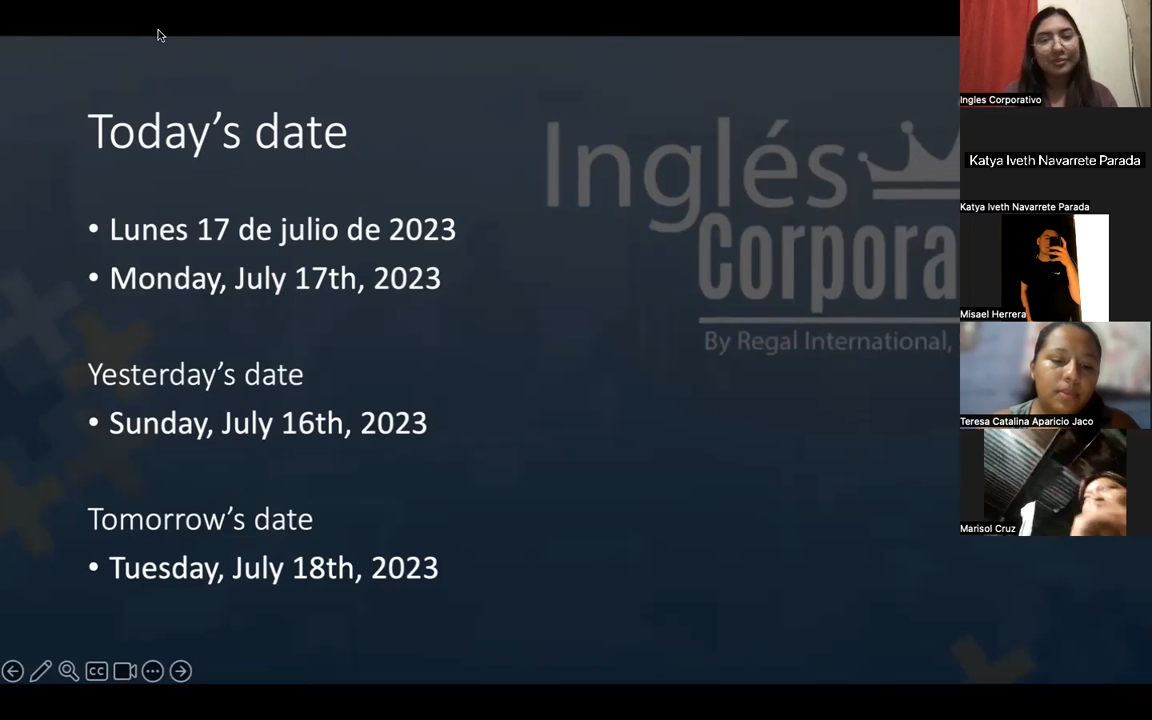 Today's date
• Lunes 17 de julio de 2023
• Monday, July 17th, 2023
Yesterday's date
• Sunday, July 16th, 2023
Tomorrow's date
• Tuesday, July 18th, 2023
Inglés
Corpora
By Regal International,
CC
Ingles Corporativo
Katya Iveth Navarrete Parada
Katya Iveth Navarrete Parada
Misael Herrera
Teresa Catalina Aparicio Jaco
Marisol Cruz